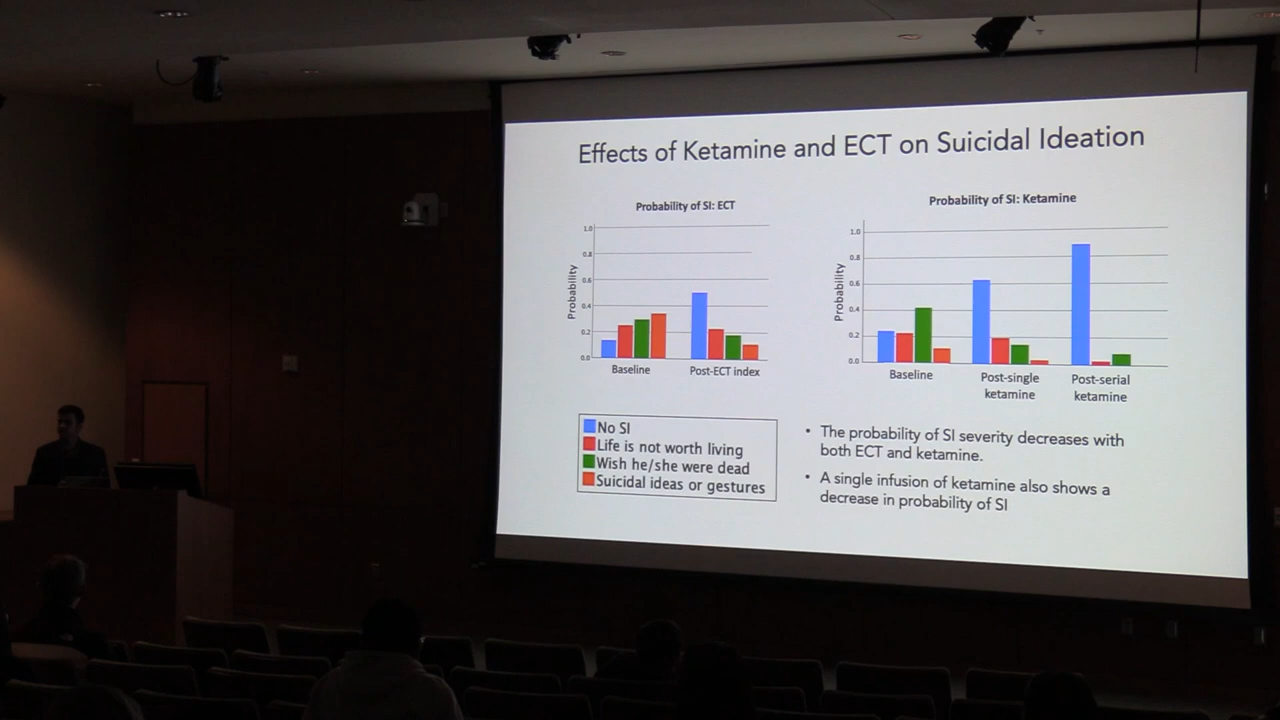 Effects of Ketamine and ECT on Suicidal Ideation
Probability of SI: ECT
Probability
1.0
0.8
0.6
0.4
0.2
0.0
Baseline
Post-ECT index
Probability of SI: Ketamine
Probability
1.0
0.8
0.6
0.4
0.2
0.0
Baseline
Post-single
ketamine
Post-serial
ketamine
No SI
Life is not worth living
Wish he/she were dead
Suicidal ideas or gestures
• The probability of SI severity decreases with
both ECT and ketamine.
• A single infusion of ketamine also shows a
decrease in probability of SI